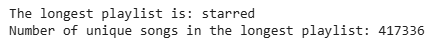 The longest playlist is: starred
Number of unique songs in the longest playlist: 417336